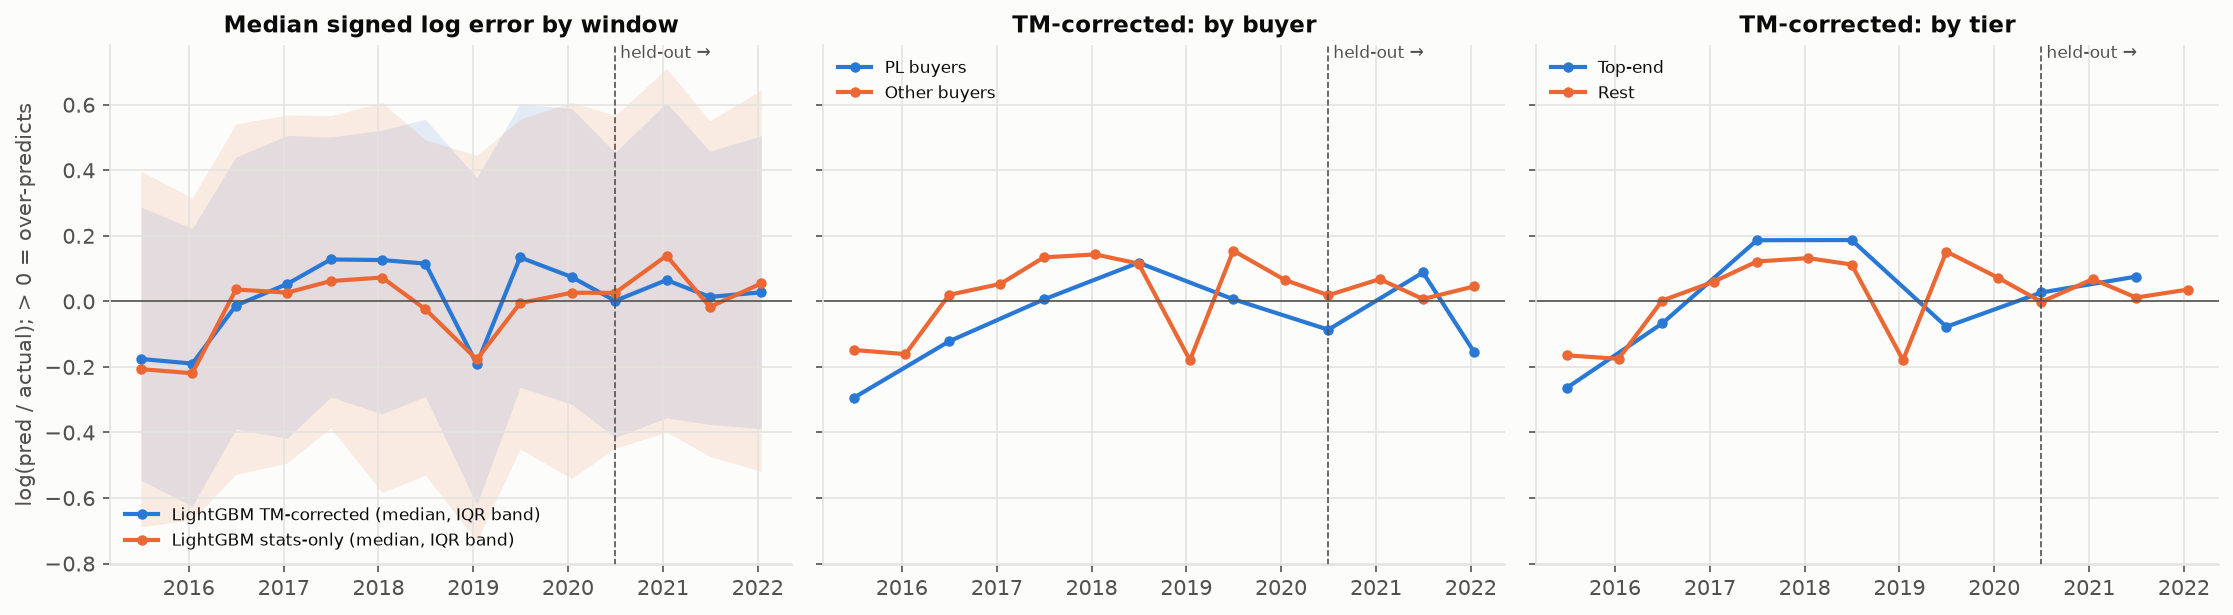 Median signed log error by window
log(pred / actual); > 0 = over-predicts
0.6
0.4
0.2
0.0
−0.2
−0.4
−0.6
−0.8
held-out →
LightGBM TM-corrected (median, IQR band)
LightGBM stats-only (median, IQR band)
2016 2017 2018 2019 2020 2021 2022
TM-corrected: by buyer
PL buyers
Other buyers
held-out →
2016 2017 2018 2019 2020 2021 2022
TM-corrected: by tier
Top-end
Rest
held-out →
2016 2017 2018 2019 2020 2021 2022